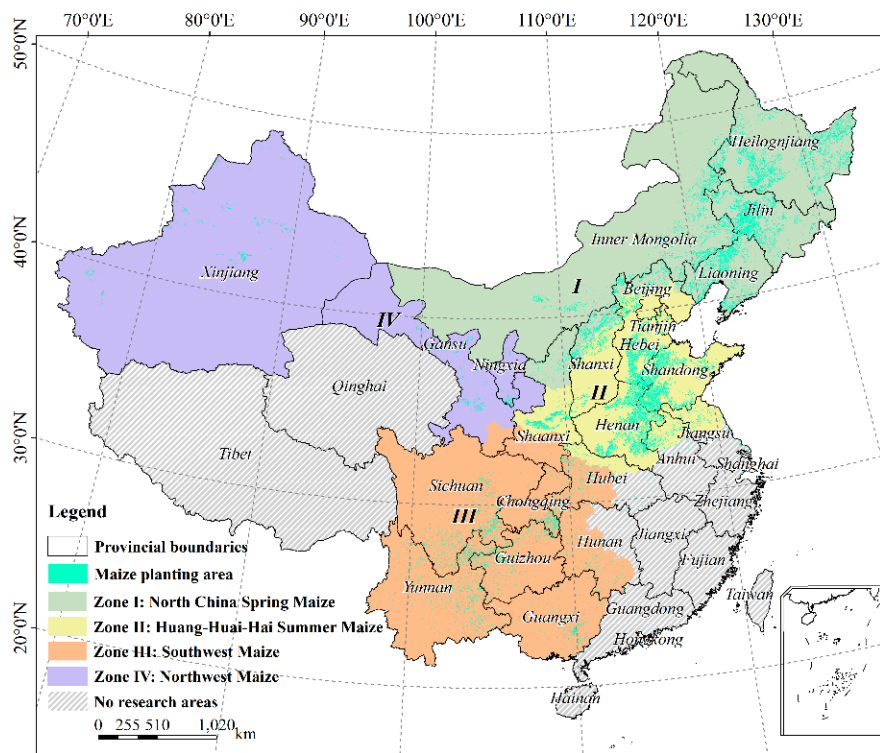 70°0'E 80°0'E 90°0'E 100°0'E 110°0'E 120°0'E 130°0'E
50°0'N
40°0'N
30°0'N
20°0'N
Heilognjiang
Jilin
Inner Mongolia
Liaoning
Xinjiang
Beijing
I
Tianjin
IV
Hebei
Gansu
Ningxia
Shanxi
Shandong
Qinghai
II
Henan
Jiangsu
Shaanxi
Tibet
Anhui
Shanghai
Hubei
Sichuan
Chongqing
Zhejiang
III
Hunan
Jiangxi
Guizhou
Fujian
Yunnan
Taiwan
Guangxi
Guangdong
Hongkong
Hainan
Legend
Provincial boundaries
Maize planting area
Zone I: North China Spring Maize
Zone II: Huang-Huai-Hai Summer Maize
Zone III: Southwest Maize
Zone IV: Northwest Maize
No research areas
0 255 510 1,020
km